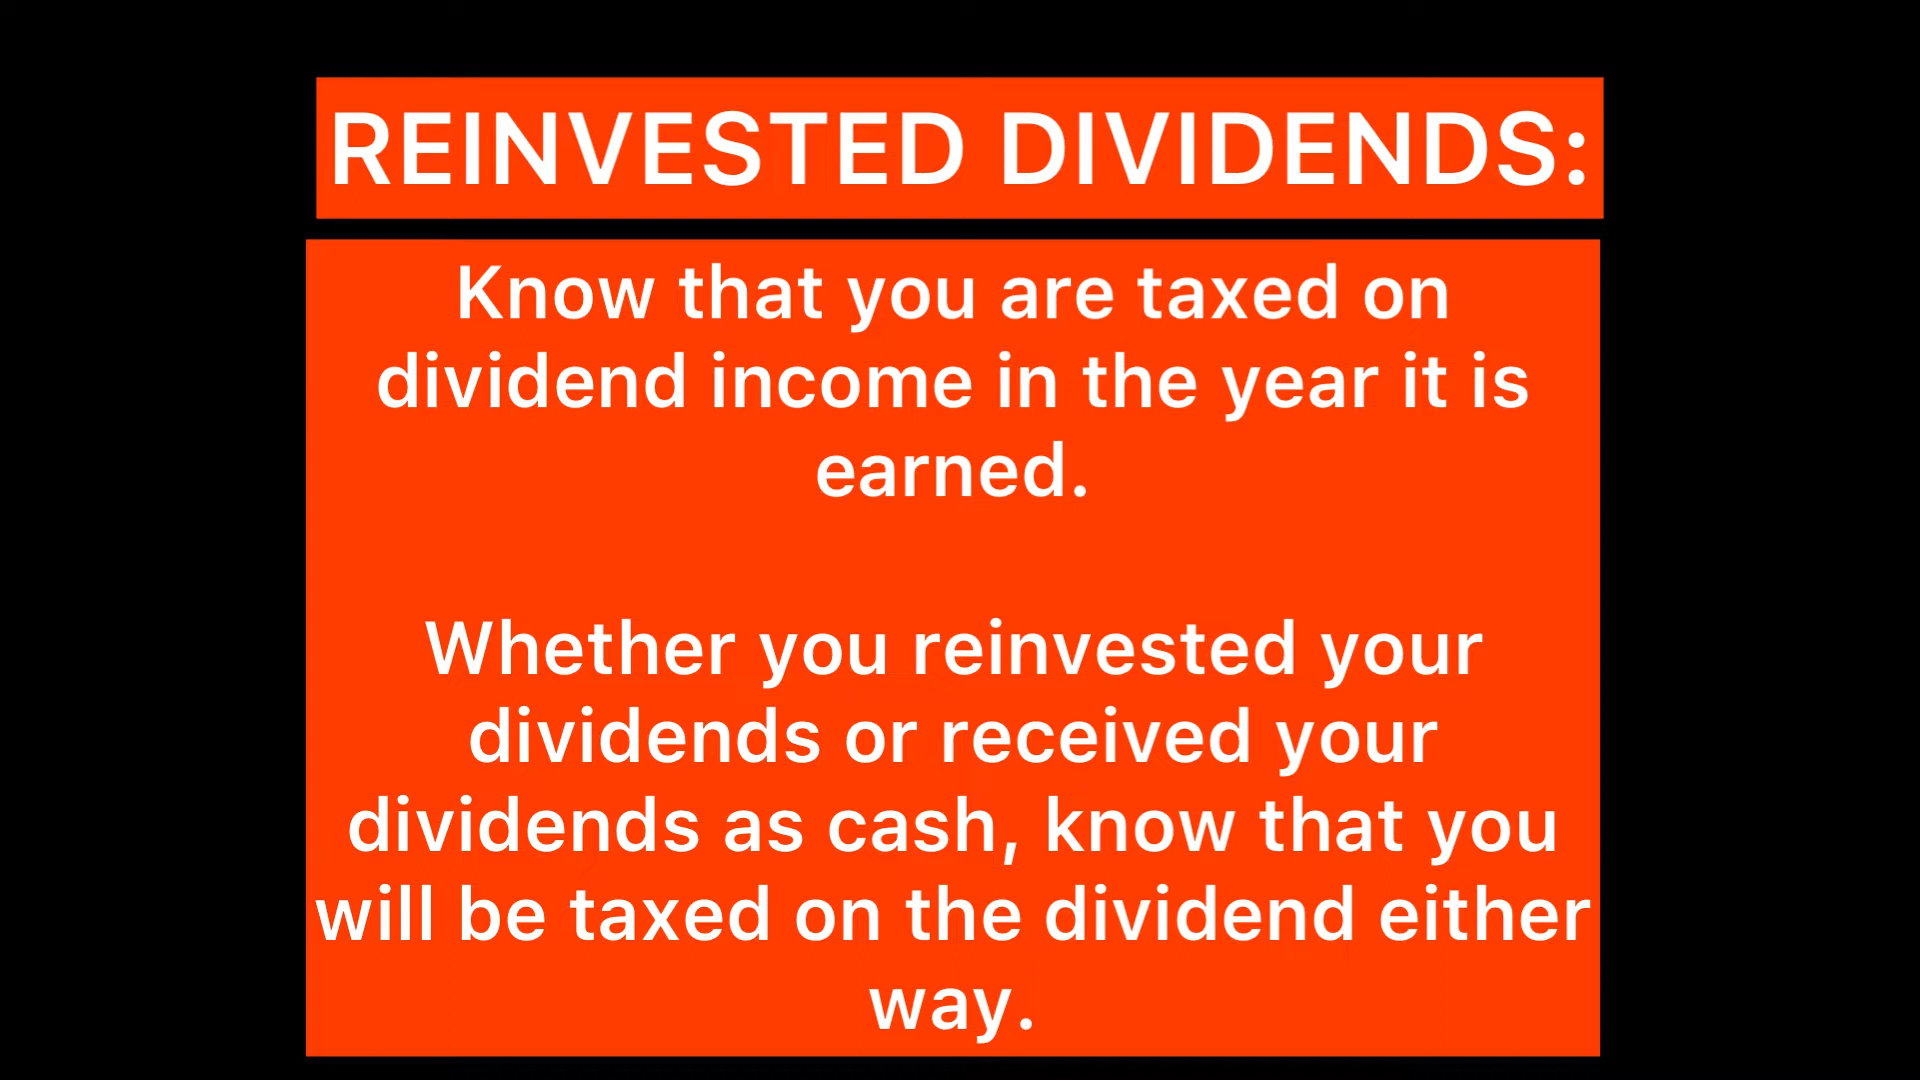 REINVESTED DIVIDENDS:
Know that you are taxed on
dividend income in the year it is
earned.
Whether you reinvested your
dividends or received your
dividends as cash, know that you
will be taxed on the dividend either
way.